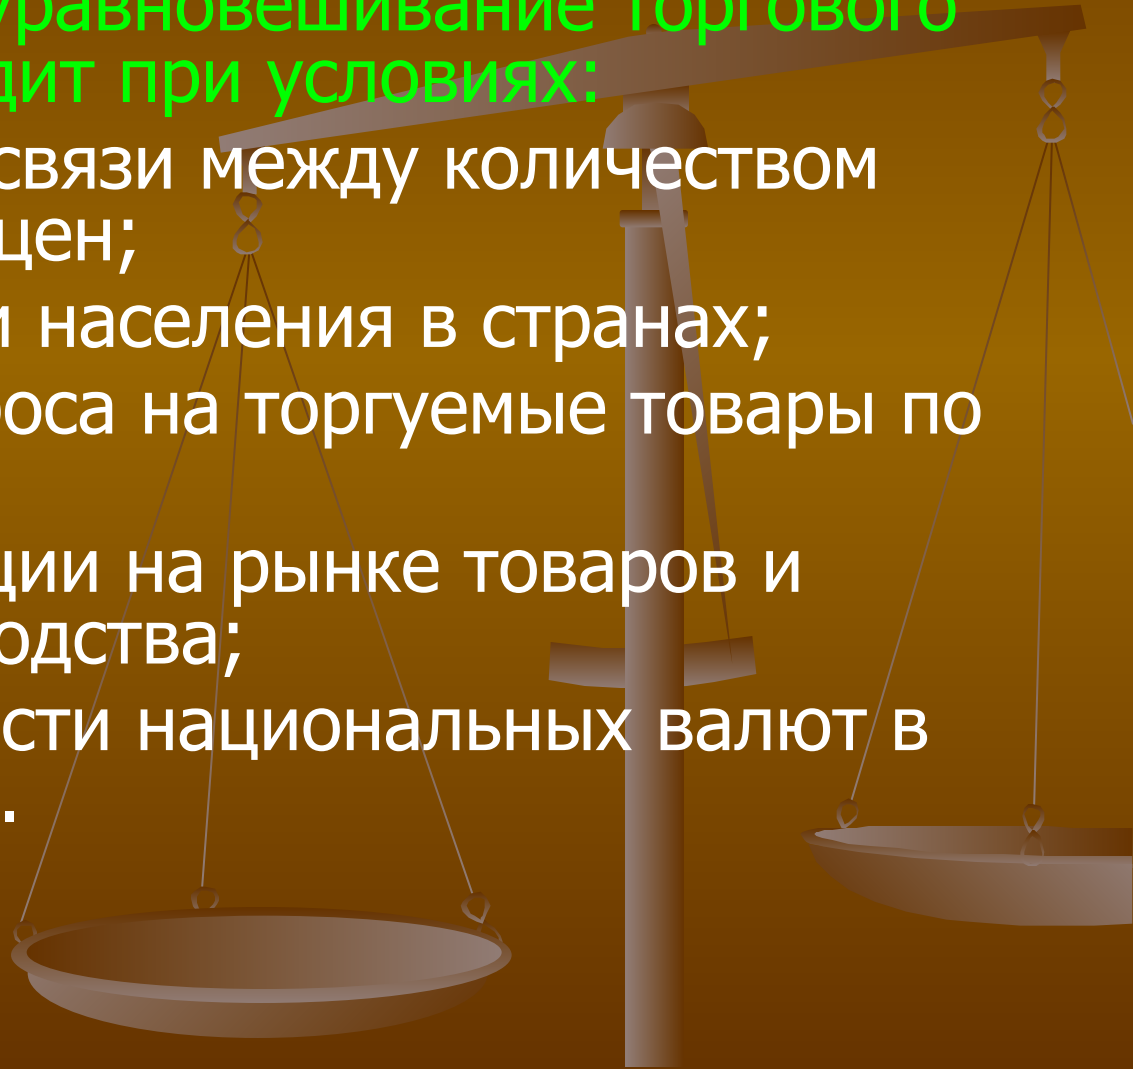 уравновешивание торгового
дит при условиях:
связи между количеством
цен;
и населения в странах;
роса на торгуемые товары по
ции на рынке товаров и
одства;
сти национальных валют в
.